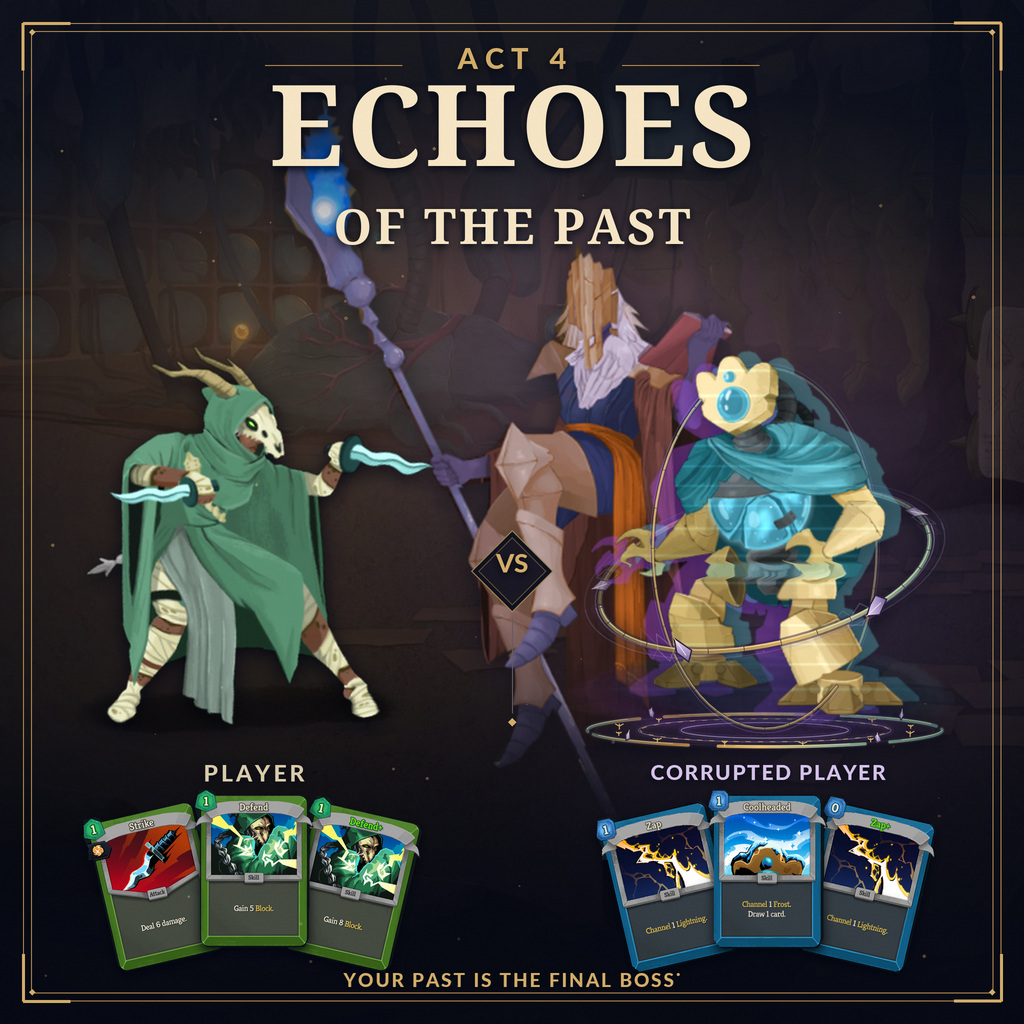 ACT 4
ECHOES
OF THE PAST
VS
PLAYER
CORRUPTED PLAYER
1
Strike
Attack
Deal 6 damage.
1
Defend
Skill
Gain 5 Block.
1
Defend+
Skill
Gain 8 Block.
1
Zap
Skill
Channel 1 Lightning.
1
Coolheaded
Skill
Channel 1 Frost.
Draw 1 card.
0
Zap+
Skill
Channel 1 Lightning.
YOUR PAST IS THE FINAL BOSS